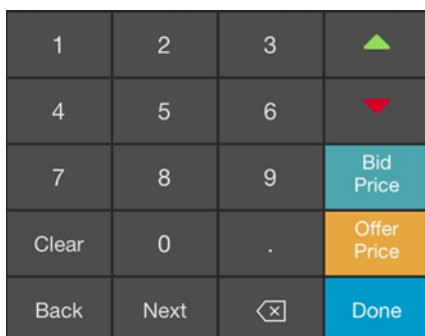 1 2 3
4 5 6
7 8 9 Bid Price
Clear 0 . Offer Price
Back Next Done